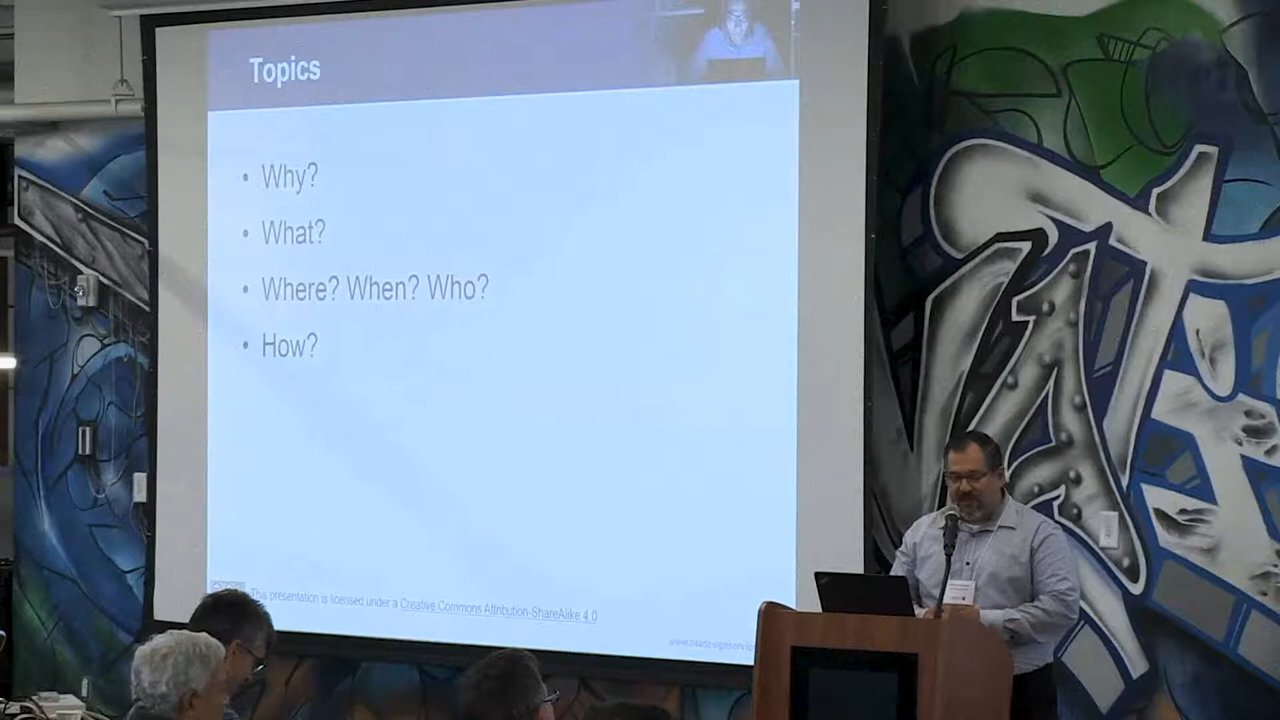 Topics
• Why?
• What?
• Where? When? Who?
• How?
This presentation is licensed under a Creative Commons Attribution-ShareAlike 4.0